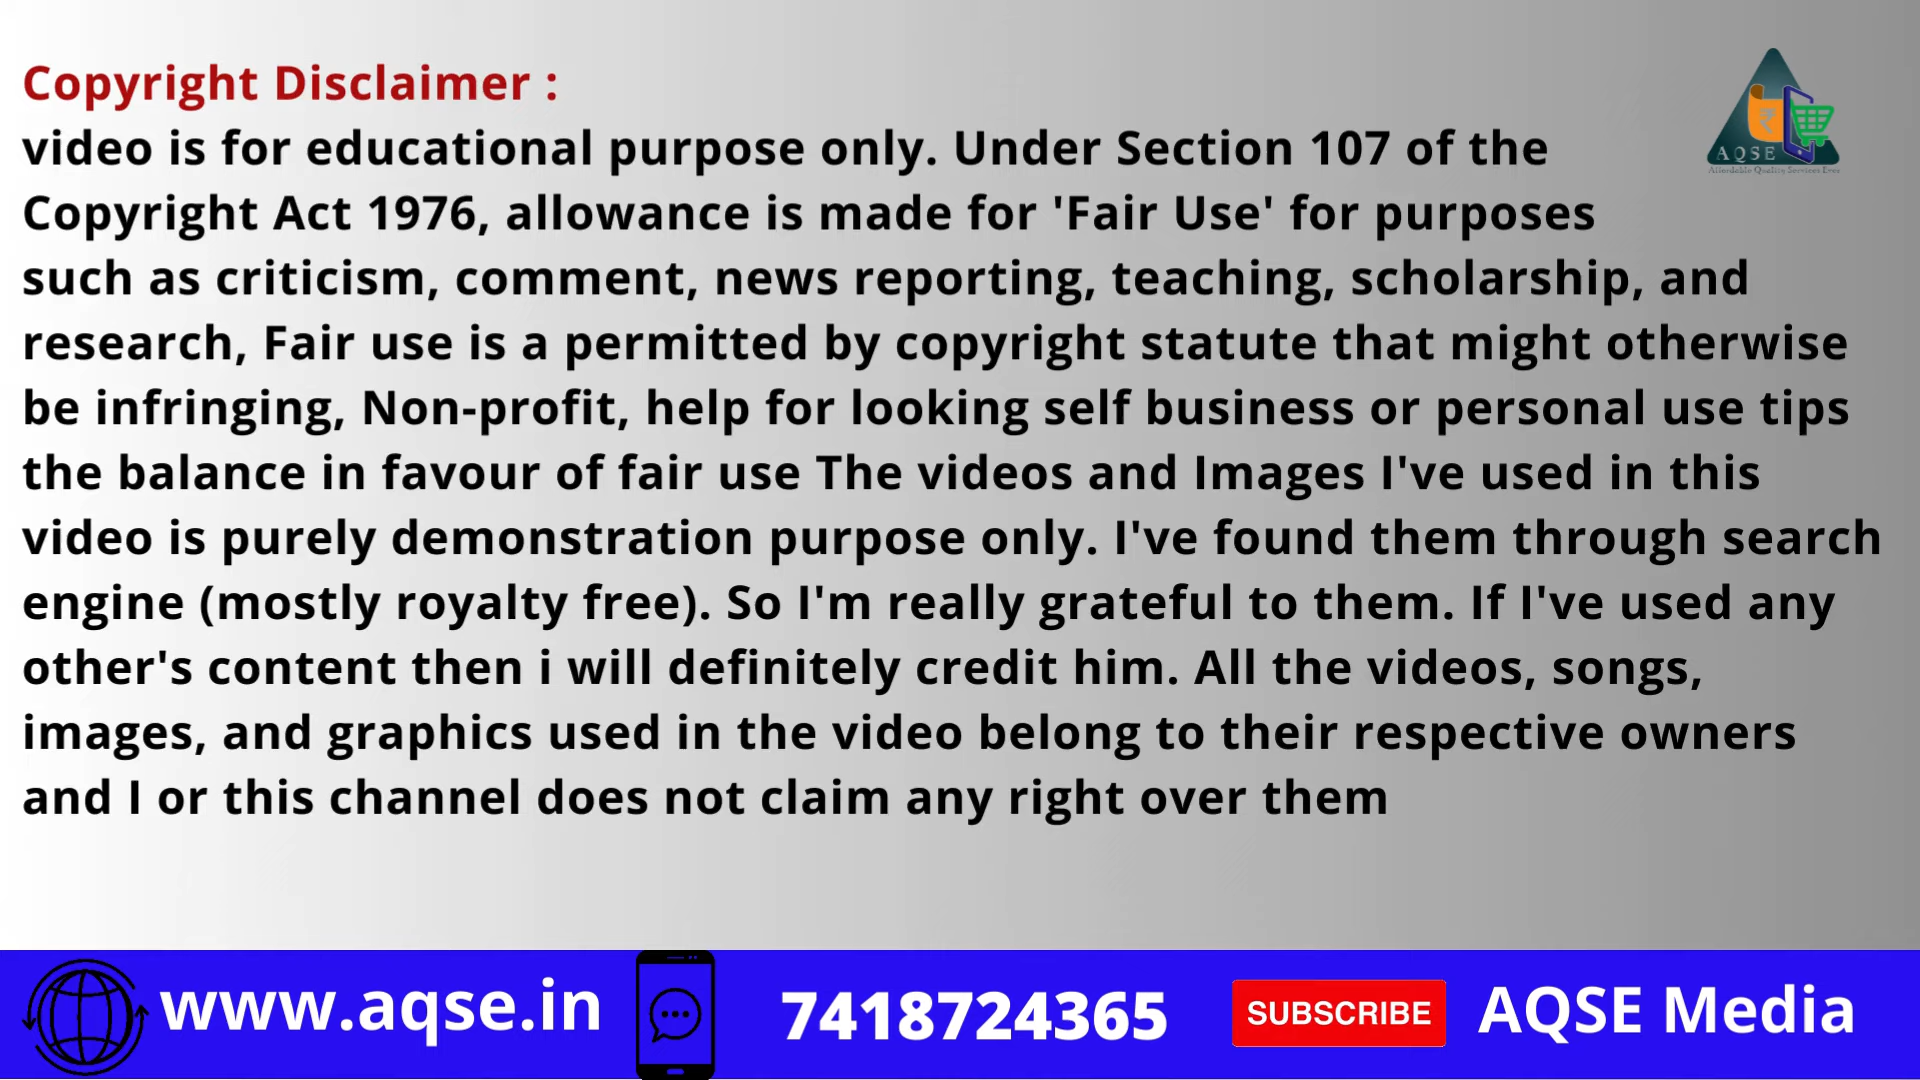 Copyright Disclaimer :
video is for educational purpose only. Under Section 107 of the
Copyright Act 1976, allowance is made for 'Fair Use' for purposes
such as criticism, comment, news reporting, teaching, scholarship, and
research, Fair use is a permitted by copyright statute that might otherwise
be infringing, Non-profit, help for looking self business or personal use tips
the balance in favour of fair use The videos and Images I've used in this
video is purely demonstration purpose only. I've found them through search
engine (mostly royalty free). So I'm really grateful to them. If I've used any
other's content then i will definitely credit him. All the videos, songs,
images, and graphics used in the video belong to their respective owners
and I or this channel does not claim any right over them
AQSE
Affordable Quality Services Ever
www.aqse.in
7418724365
SUBSCRIBE
AQSE Media